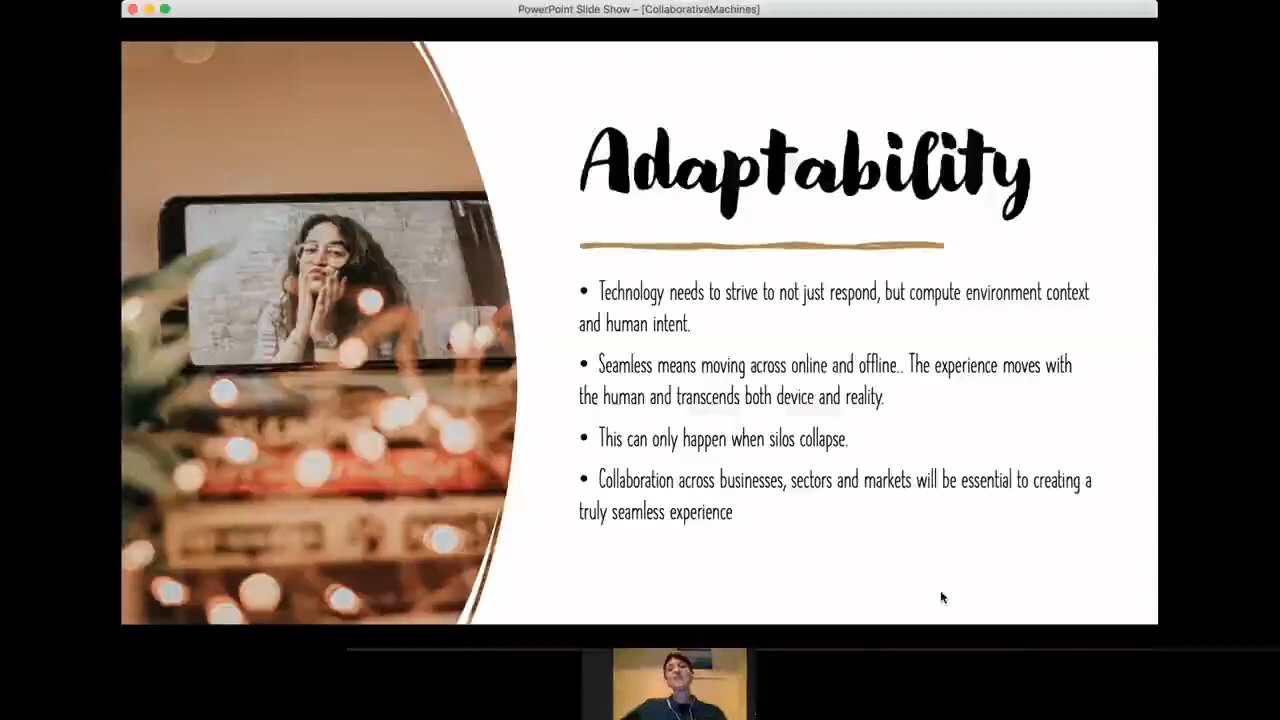 PowerPoint Slide Show – [CollaborativeMachines]
Adaptability
• Technology needs to strive to not just respond, but compute environment context
and human intent.
• Seamless means moving across online and offline.. The experience moves with
the human and transcends both device and reality.
• This can only happen when silos collapse.
• Collaboration across businesses, sectors and markets will be essential to creating a
truly seamless experience